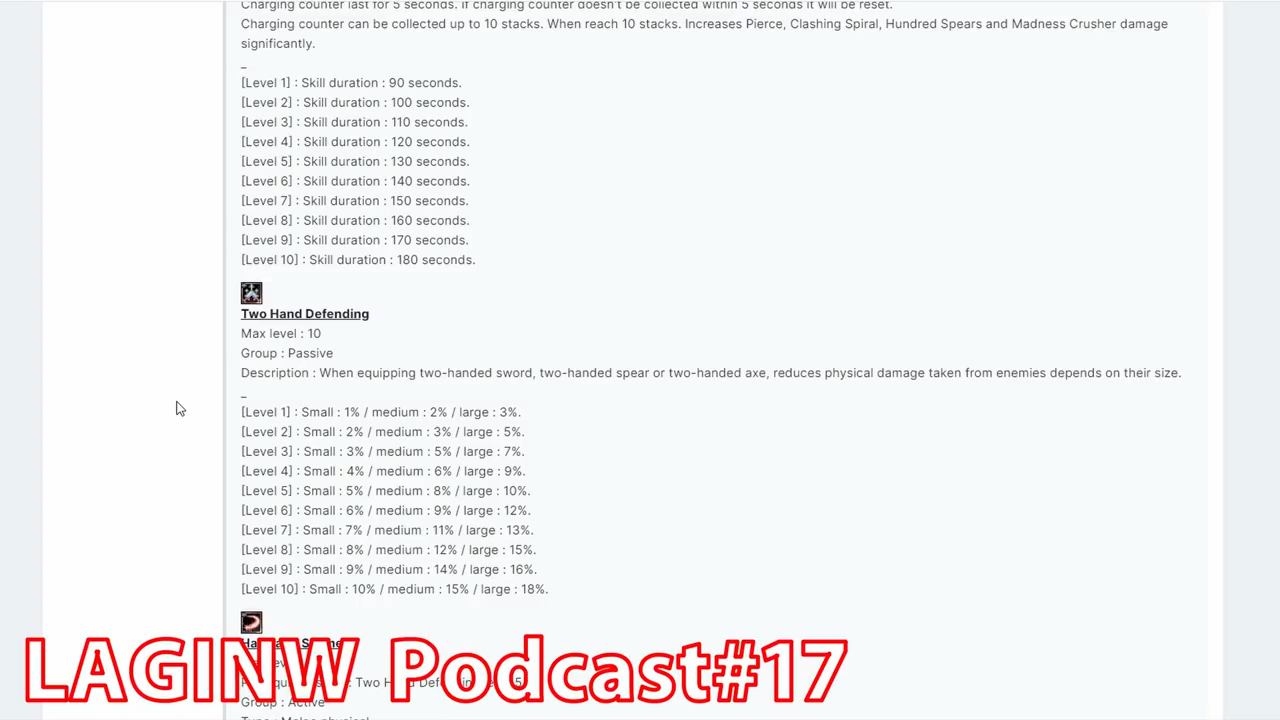 Charging counter last for 5 seconds. If charging counter doesn't be collected within 5 seconds it will be reset.
Charging counter can be collected up to 10 stacks. When reach 10 stacks. Increases Pierce, Clashing Spiral, Hundred Spears and Madness Crusher damage
significantly.
_
[Level 1] : Skill duration : 90 seconds.
[Level 2] : Skill duration : 100 seconds.
[Level 3] : Skill duration : 110 seconds.
[Level 4] : Skill duration : 120 seconds.
[Level 5] : Skill duration : 130 seconds.
[Level 6] : Skill duration : 140 seconds.
[Level 7] : Skill duration : 150 seconds.
[Level 8] : Skill duration : 160 seconds.
[Level 9] : Skill duration : 170 seconds.
[Level 10] : Skill duration : 180 seconds.
Two Hand Defending
Max level : 10
Group : Passive
Description : When equipping two-handed sword, two-handed spear or two-handed axe, reduces physical damage taken from enemies depends on their size.
_
[Level 1] : Small : 1% / medium : 2% / large : 3%.
[Level 2] : Small : 2% / medium : 3% / large : 5%.
[Level 3] : Small : 3% / medium : 5% / large : 7%.
[Level 4] : Small : 4% / medium : 6% / large : 9%.
[Level 5] : Small : 5% / medium : 8% / large : 10%.
[Level 6] : Small : 6% / medium : 9% / large : 12%.
[Level 7] : Small : 7% / medium : 11% / large : 13%.
[Level 8] : Small : 8% / medium : 12% / large : 15%.
[Level 9] : Small : 9% / medium : 14% / large : 16%.
[Level 10] : Small : 10% / medium : 15% / large : 18%.
LAGINW Podcast#17
: Two Hand
Group : Active
Type : Melee physical